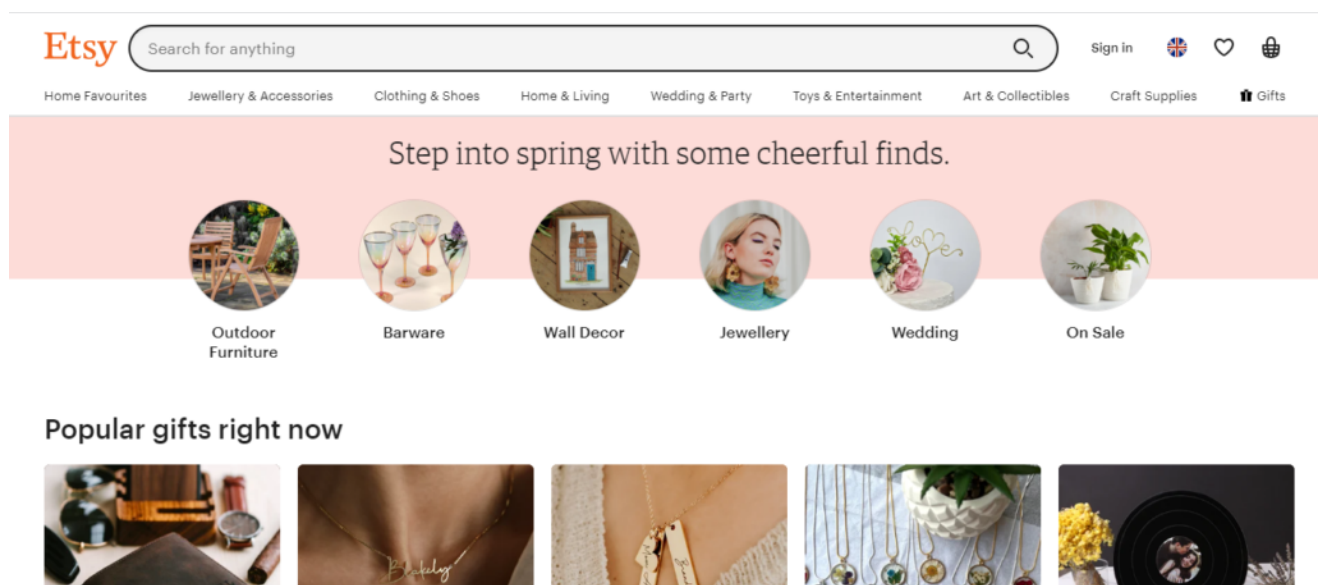 Etsy
Search for anything
Sign in
Home Favourites
Jewellery & Accessories
Clothing & Shoes
Home & Living
Wedding & Party
Toys & Entertainment
Art & Collectibles
Craft Supplies
Gifts
Step into spring with some cheerful finds.
Outdoor
Furniture
Barware
Wall Decor
Jewellery
Wedding
On Sale
Popular gifts right now
Blakely